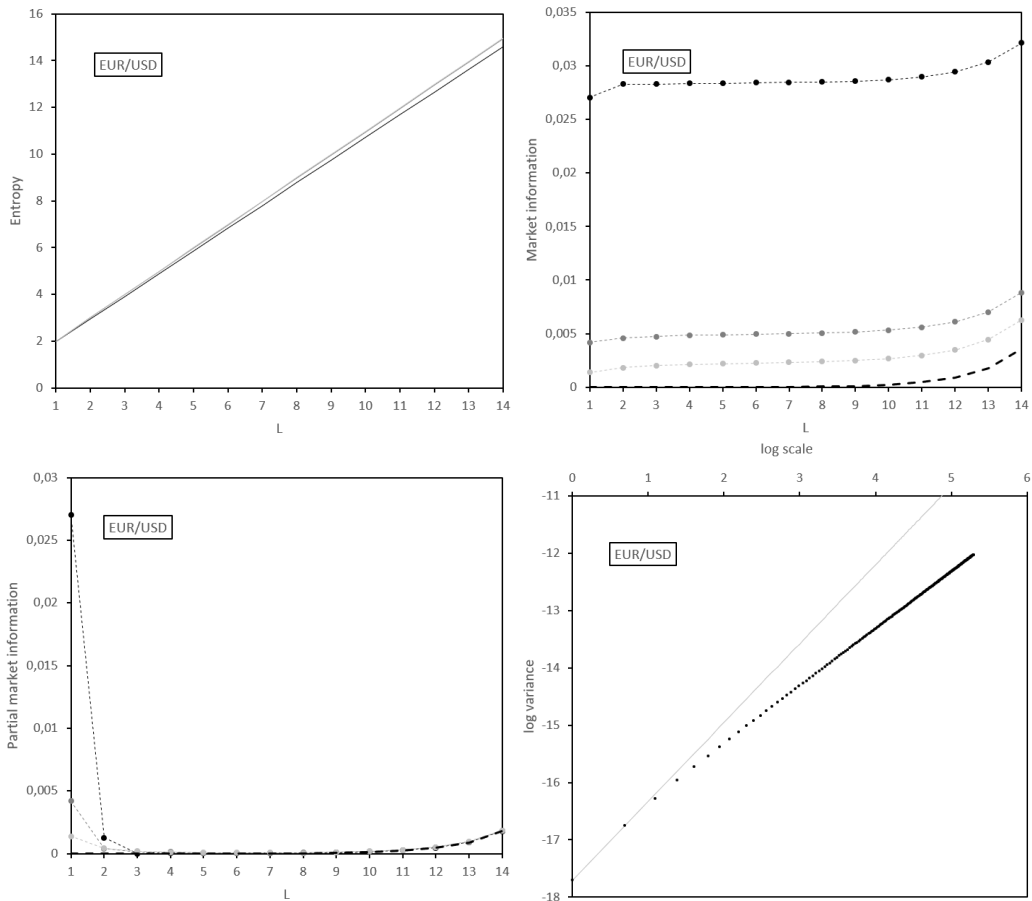 16
14
12
10
8
6
4
2
0
Entropy
EUR/USD
1 2 3 4 5 6 7 8 9 10 11 12 13 14
L
0,035
0,03
0,025
0,02
0,015
0,01
0,005
0
Market information
EUR/USD
1 2 3 4 5 6 7 8 9 10 11 12 13 14
L
0,03
0,025
0,02
0,015
0,01
0,005
0
Partial market information
EUR/USD
1 2 3 4 5 6 7 8 9 10 11 12 13 14
L
log scale
0 1 2 3 4 5 6
-11
-12
-13
-14
-15
-16
-17
-18
log variance
EUR/USD